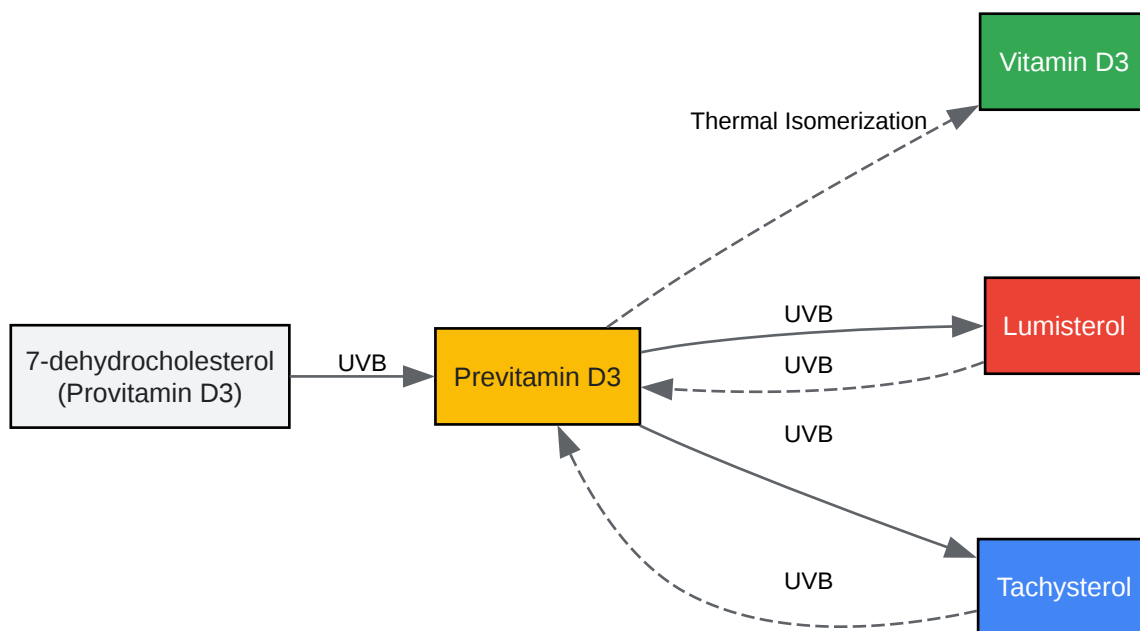 Vitamin D3
Thermal Isomerization
Lumisterol
UVB
7-dehydrocholesterol
(Provitamin D3)
UVB
Previtamin D3
UVB
UVB
Tachysterol
UVB